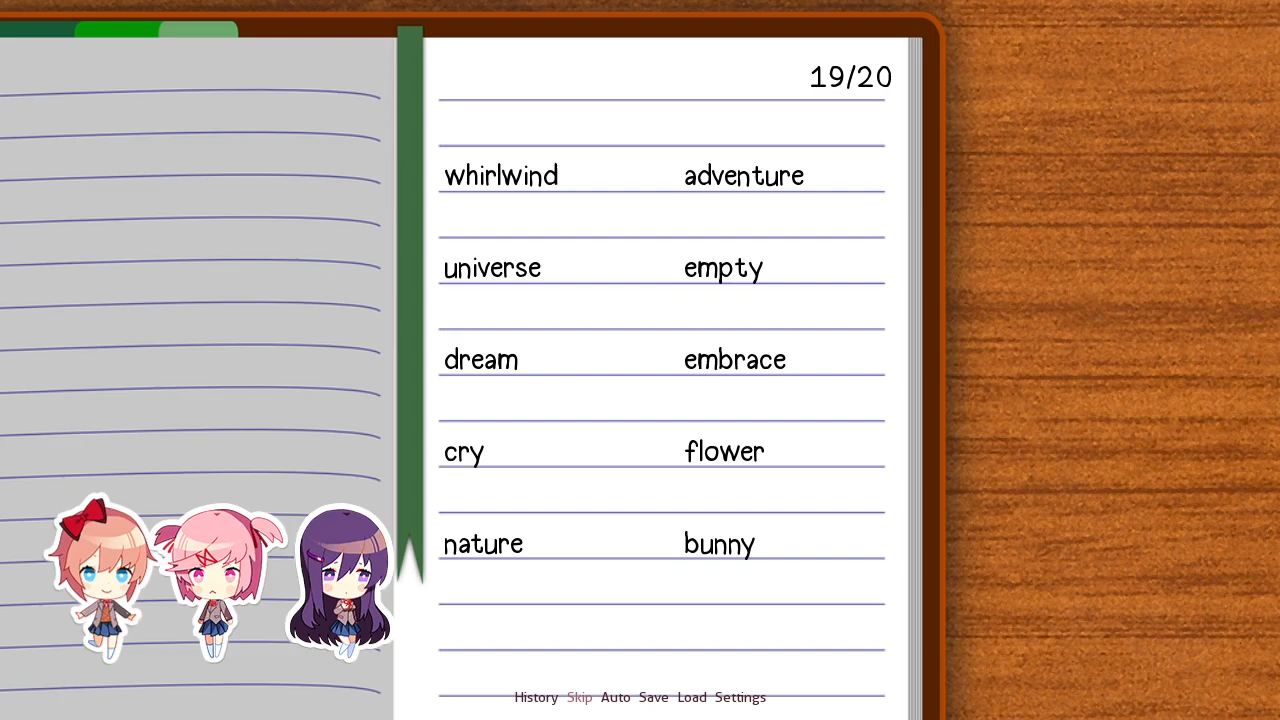 19/20
whirlwind adventure
universe empty
dream embrace
cry flower
nature bunny
History Skip Auto Save Load Settings